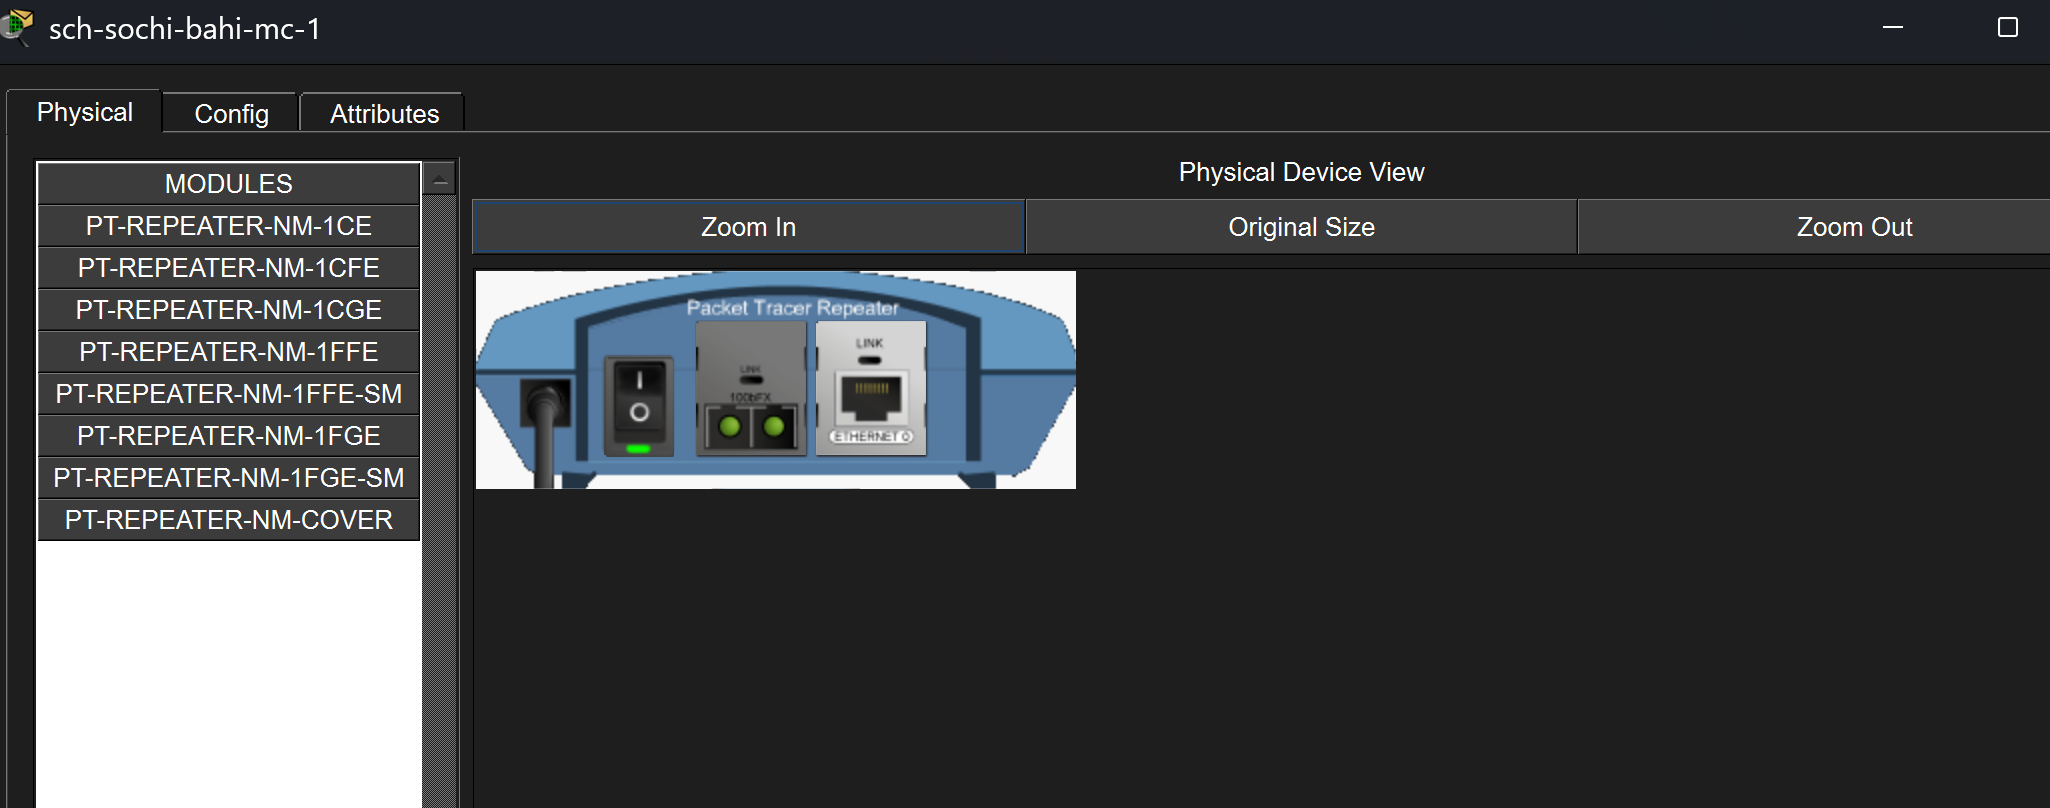 sch-sochi-bahi-mc-1
Physical
Config
Attributes
MODULES
PT-REPEATER-NM-1CE
PT-REPEATER-NM-1CFE
PT-REPEATER-NM-1CGE
PT-REPEATER-NM-1FFE
PT-REPEATER-NM-1FFE-SM
PT-REPEATER-NM-1FGE
PT-REPEATER-NM-1FGE-SM
PT-REPEATER-NM-COVER
Physical Device View
Zoom In
Original Size
Zoom Out
Packet Tracer Repeater
LINK
100bFX
LINK
ETHERNET 0